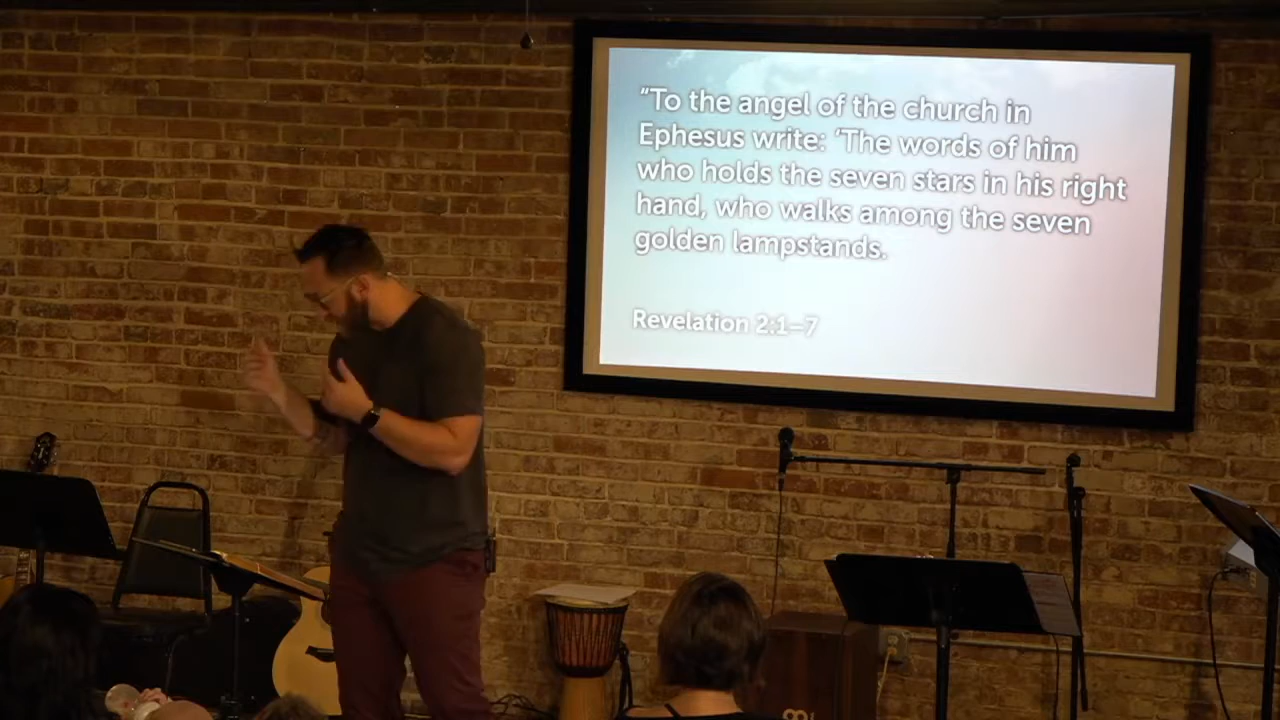 “To the angel of the church in
Ephesus write: ‘The words of him
who holds the seven stars in his right
hand, who walks among the seven
golden lampstands.
Revelation 2:1–7